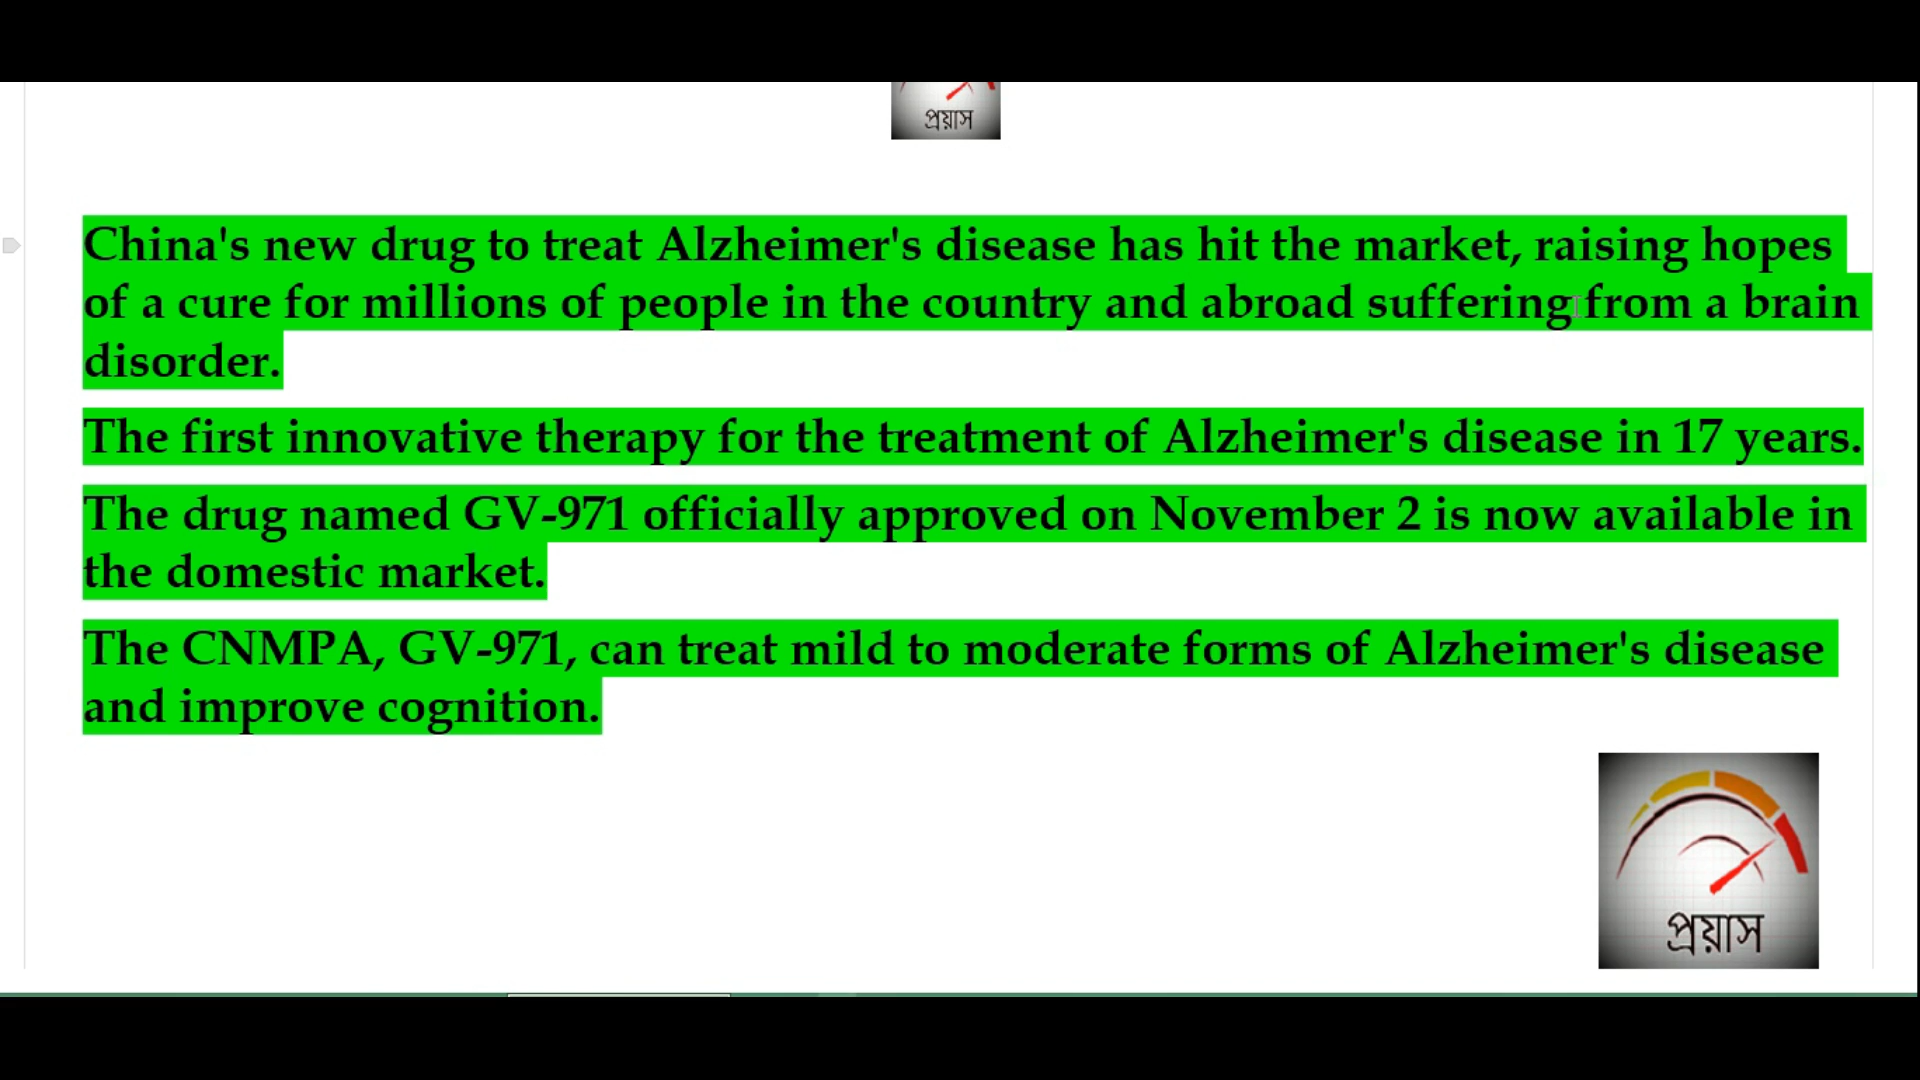 প্রয়াস
China's new drug to treat Alzheimer's disease has hit the market, raising hopes
of a cure for millions of people in the country and abroad suffering from a brain
disorder.
The first innovative therapy for the treatment of Alzheimer's disease in 17 years.
The drug named GV-971 officially approved on November 2 is now available in
the domestic market.
The CNMPA, GV-971, can treat mild to moderate forms of Alzheimer's disease
and improve cognition.
প্রয়াস